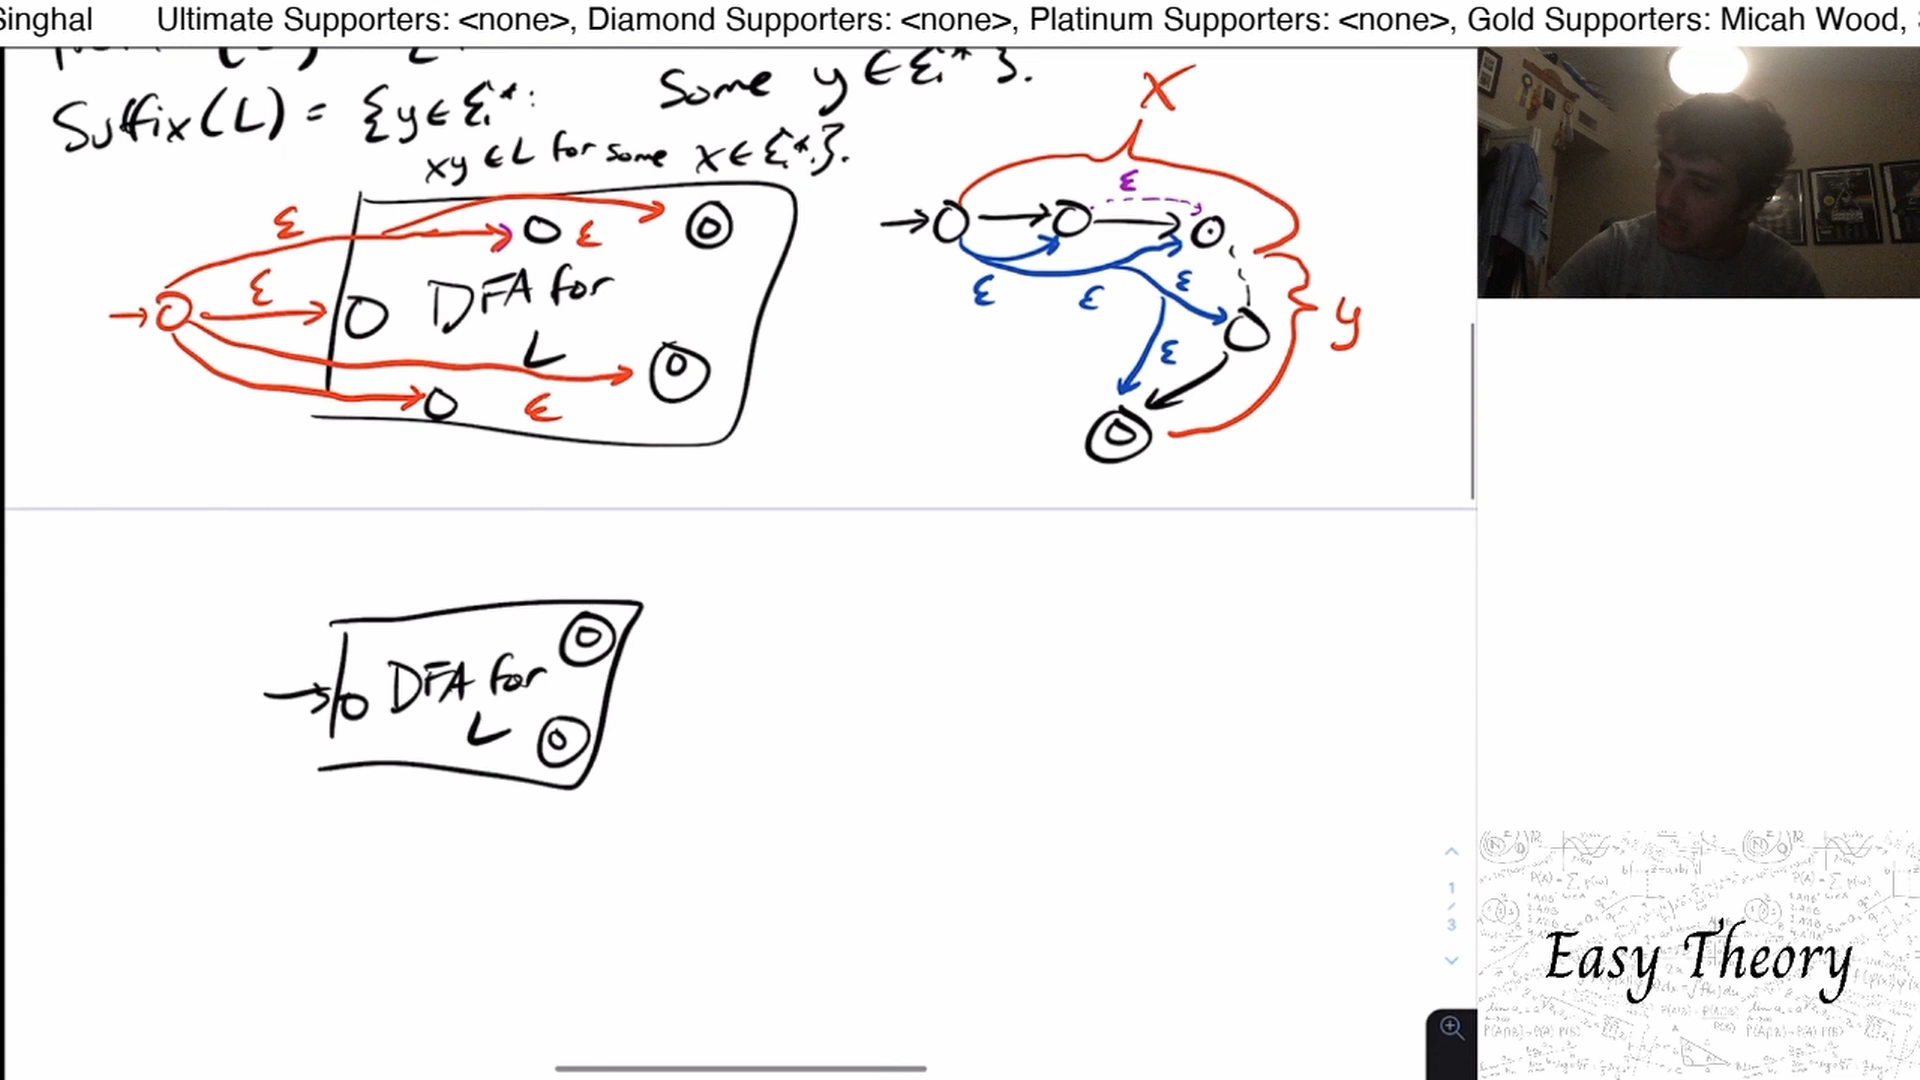 Singhal Ultimate Supporters: <none>, Diamond Supporters: <none>, Platinum Supporters: <none>, Gold Supporters: Micah Wood,
Some y ∈ Σ* }.
Suffix(L) = {y ∈ Σ*:
xy ∈ L for some x ∈ Σ*}.
X
ε
ε
ε
ε
DFA for
L
ε
ε
ε
ε
ε
y
DFA for
L
1
/
3
Easy Theory